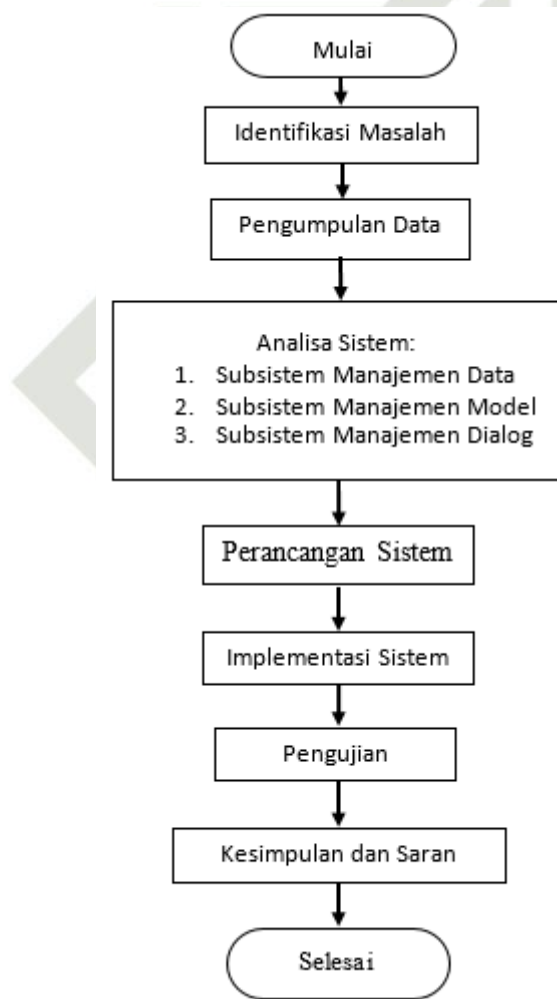 Mulai
Identifikasi Masalah
Pengumpulan Data
Analisa Sistem:
1. Subsistem Manajemen Data
2. Subsistem Manajemen Model
3. Subsistem Manajemen Dialog
Perancangan Sistem
Implementasi Sistem
Pengujian
Kesimpulan dan Saran
Selesai